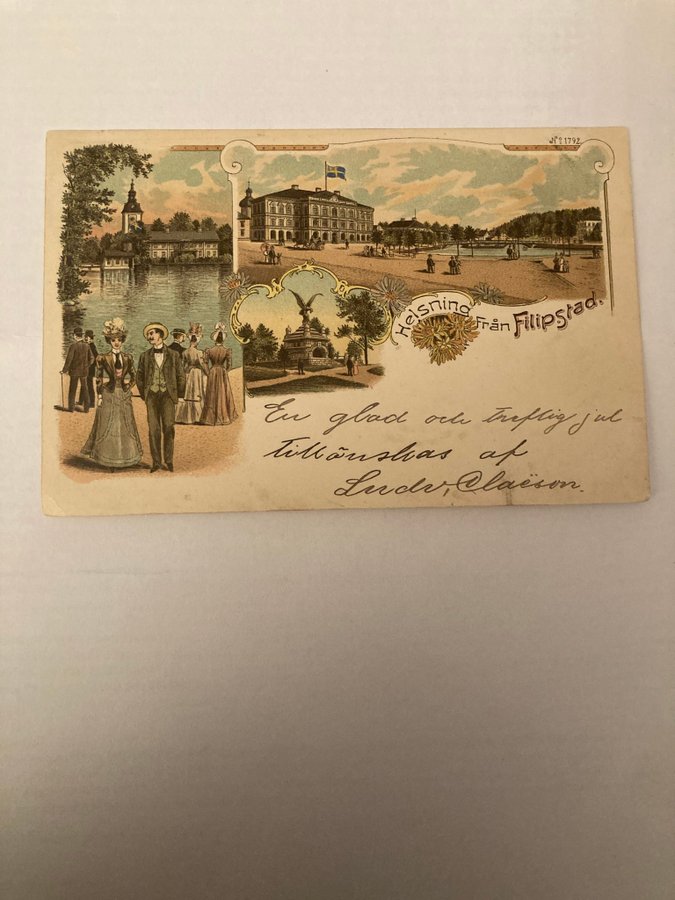 № 1792
Helsning från Filipstad.
En glad och treflig jul
tillönskas af
Ludv, Claëson.